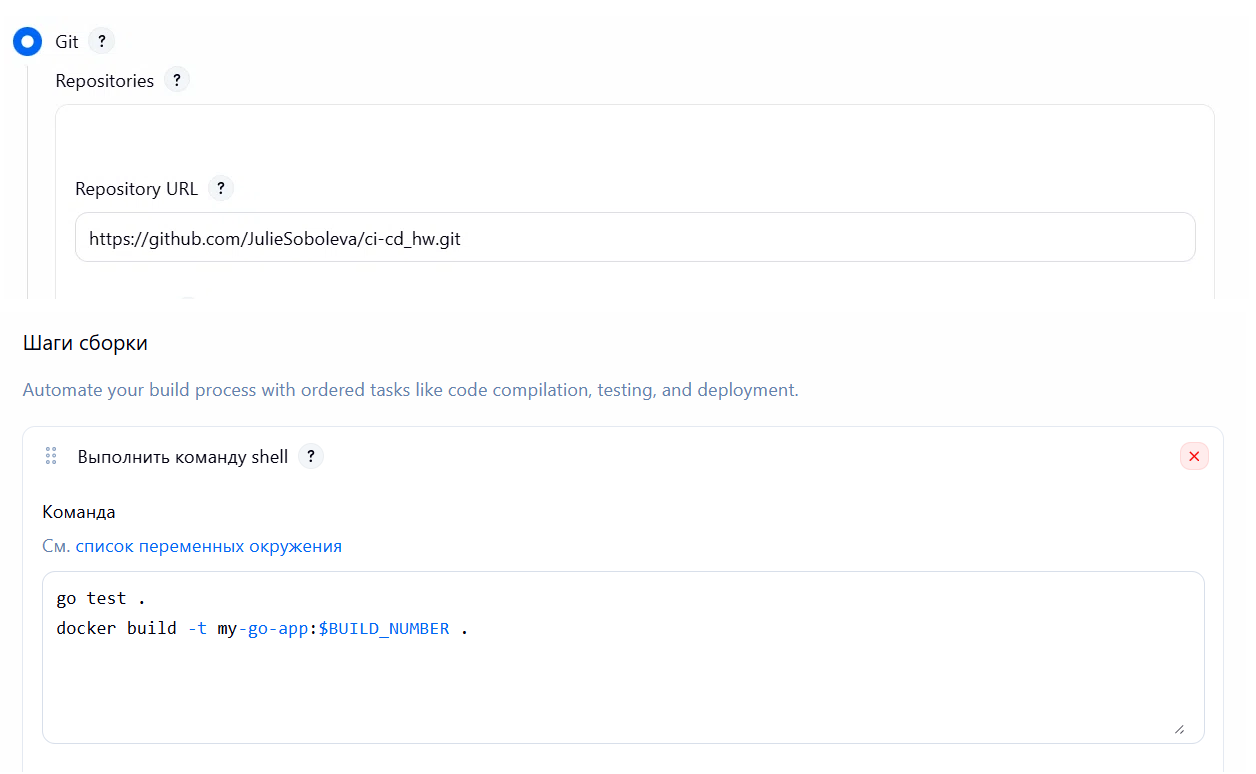 Git ?
Repositories ?
Repository URL ?
https://github.com/JulieSoboleva/ci-cd_hw.git
Шаги сборки
Automate your build process with ordered tasks like code compilation, testing, and deployment.
Выполнить команду shell ?
Команда
См. список переменных окружения
go test .
docker build -t my-go-app:$BUILD_NUMBER .